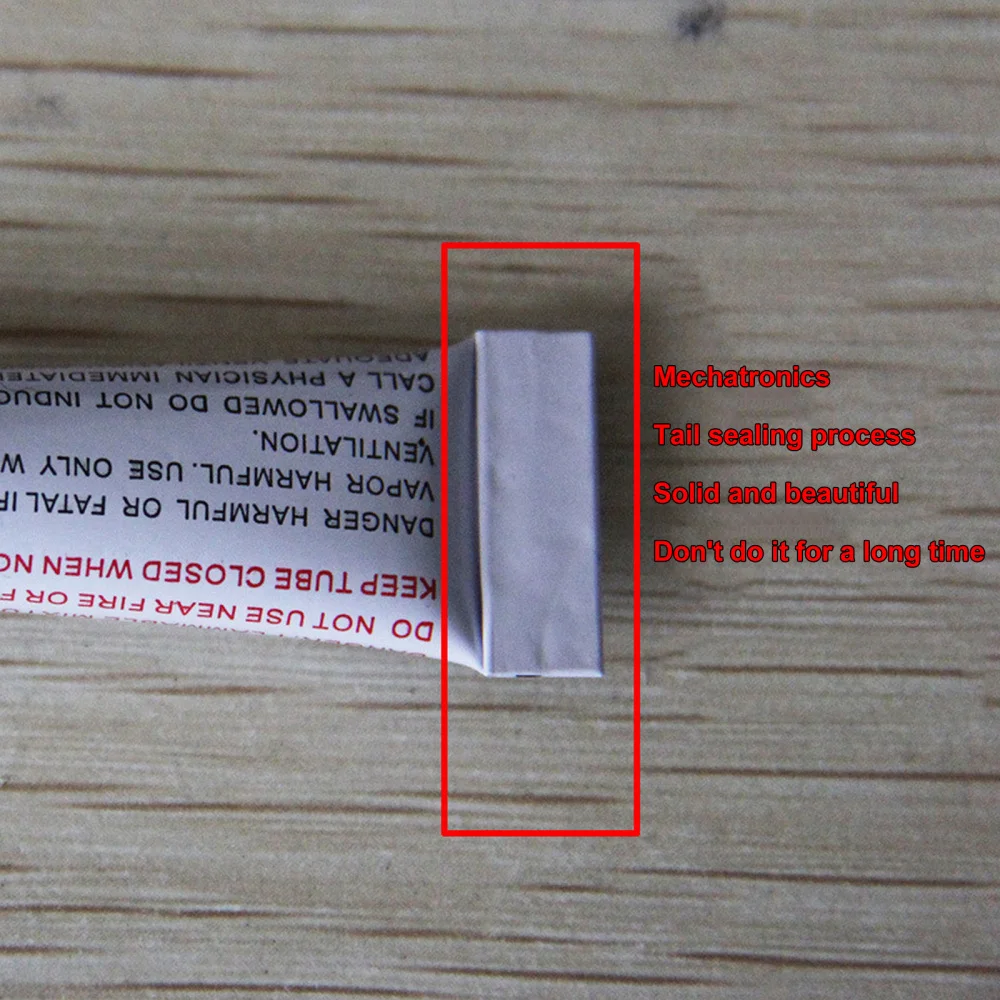 DO NOT USE NEAR FIRE OR
KEEP TUBE CLOSED WHEN
DANGER HARMFUL OR FATAL IF
VAPOR HARMFUL. USE ONLY
VENTILATION.
IF SWALLOWED DO NOT
CALL A PHYSICIAN
ADEQUATE
Mechatronics
Tail sealing process
Solid and beautiful
Don't do it for a long time